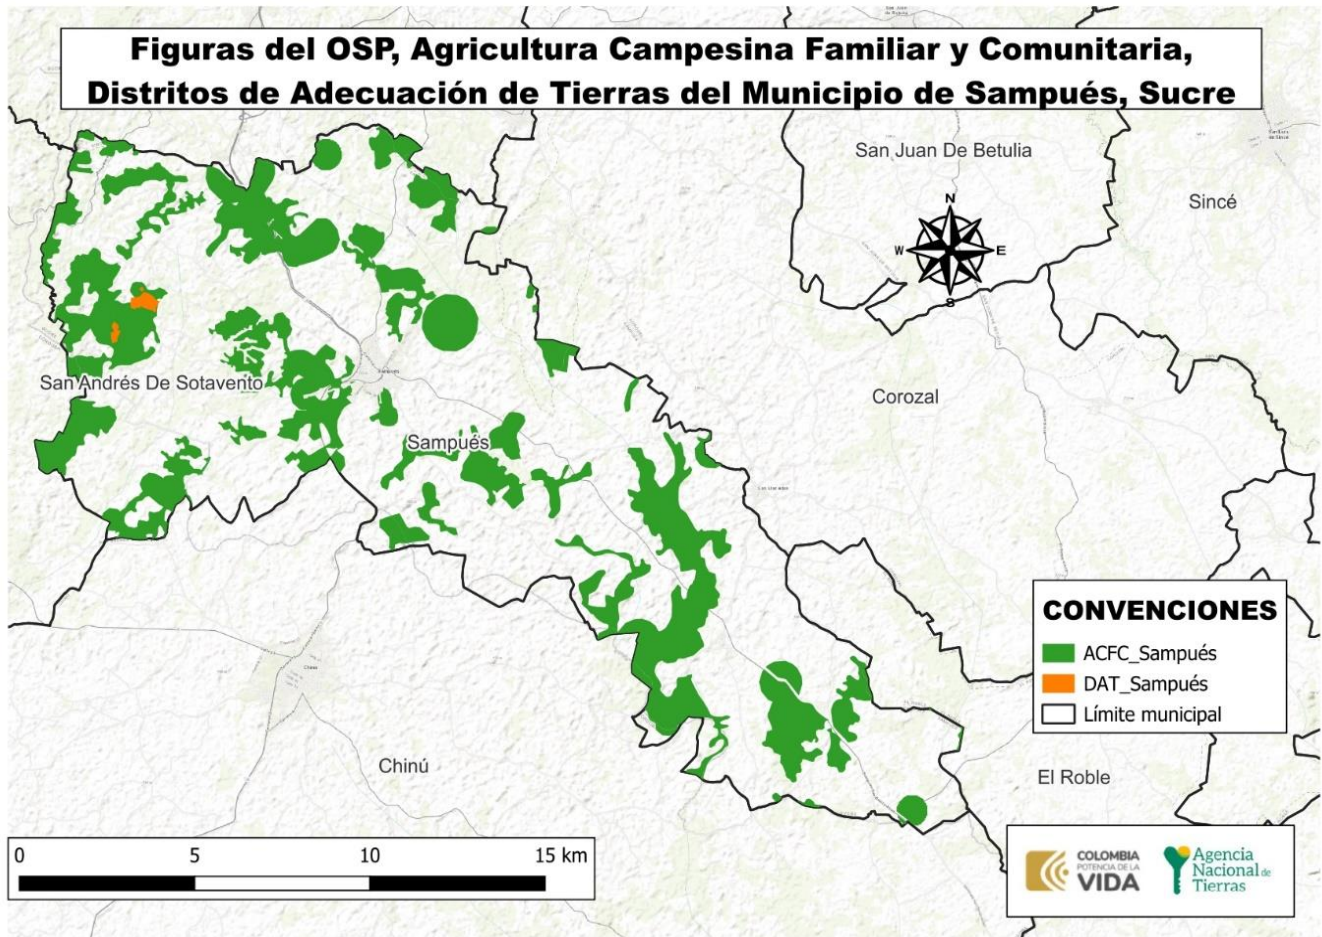 Figuras del OSP, Agricultura Campesina Familiar y Comunitaria,
Distritos de Adecuación de Tierras del Municipio de Sampués, Sucre
San Juan De Betulia
Sincé
N
W E
S
San Andrés De Sotavento
Corozal
Sampués
Chinú
El Roble
CONVENCIONES
ACFC_Sampués
DAT_Sampués
Límite municipal
0 5 10 15 km
COLOMBIA
POTENCIA DE LA
VIDA
Agencia
Nacional de
Tierras